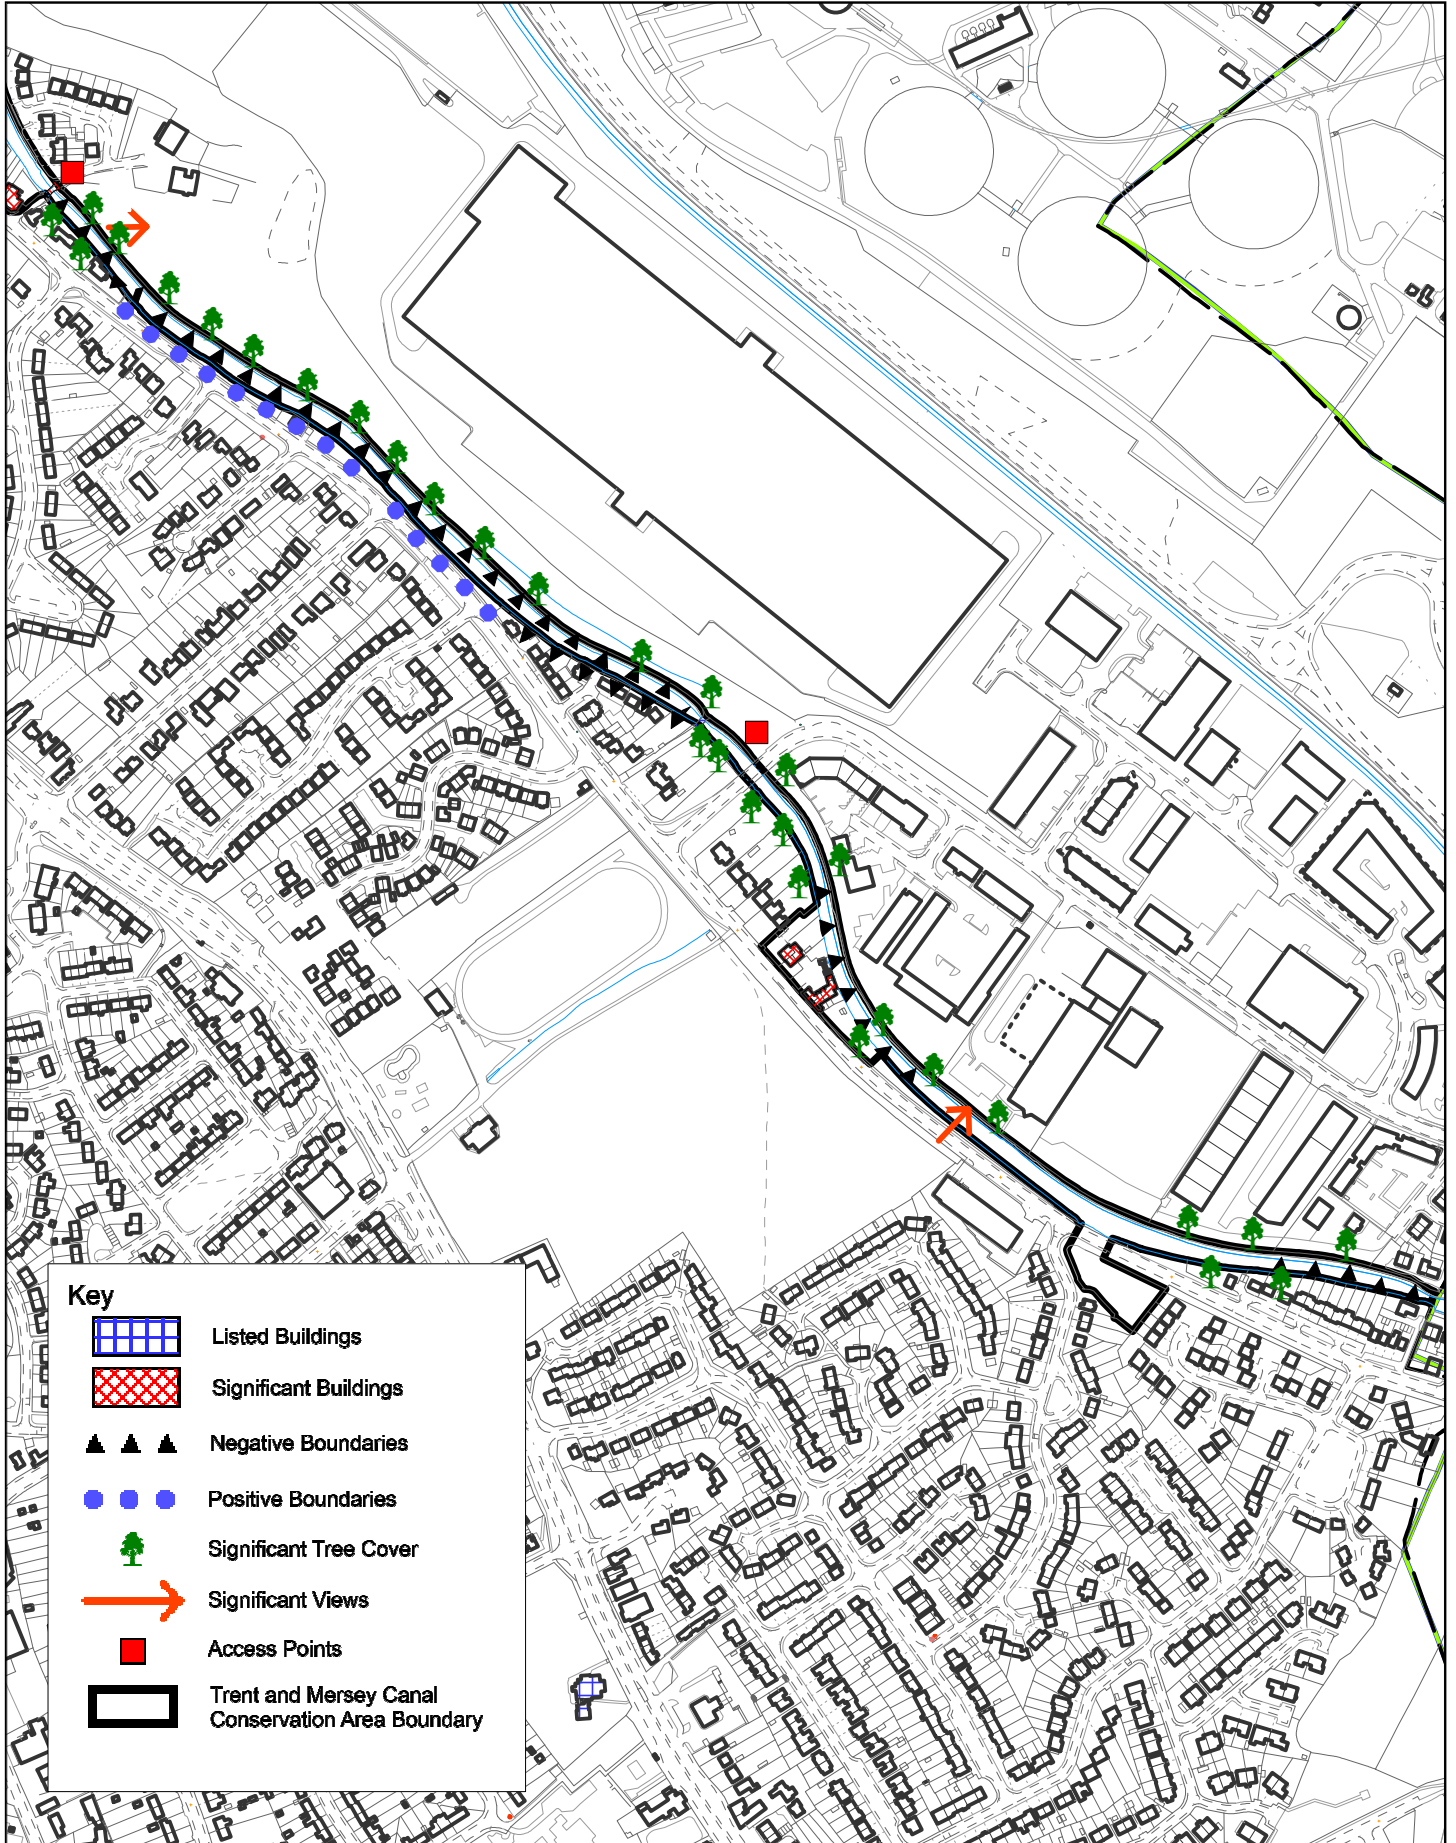 Key
Listed Buildings
Significant Buildings
Negative Boundaries
Positive Boundaries
Significant Tree Cover
Significant Views
Access Points
Trent and Mersey Canal
Conservation Area Boundary